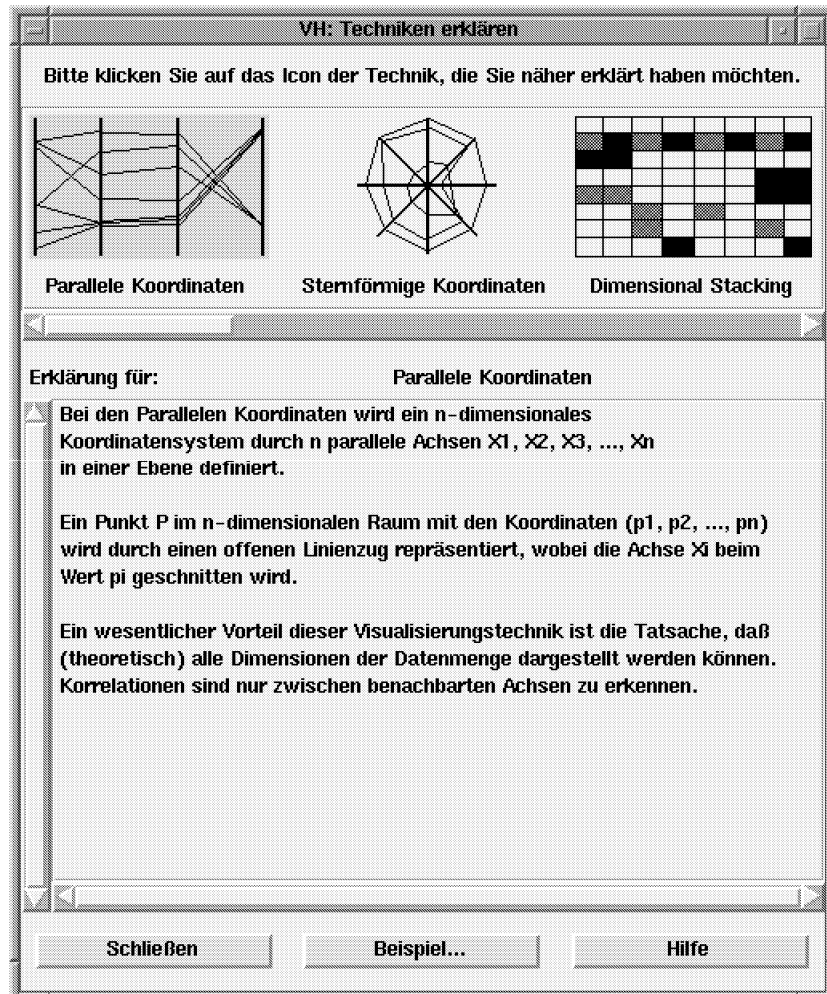 VH: Techniken erklären
Bitte klicken Sie auf das Icon der Technik, die Sie näher erklärt haben möchten.
Parallele Koordinaten
Sternförmige Koordinaten
Dimensional Stacking
Erklärung für:
Parallele Koordinaten
Bei den Parallelen Koordinaten wird ein n-dimensionales
Koordinatensystem durch n parallele Achsen X1, X2, X3, ..., Xn
in einer Ebene definiert.
Ein Punkt P im n-dimensionalen Raum mit den Koordinaten (p1, p2, ..., pn)
wird durch einen offenen Linienzug repräsentiert, wobei die Achse Xi beim
Wert pi geschnitten wird.
Ein wesentlicher Vorteil dieser Visualisierungstechnik ist die Tatsache, daß
(theoretisch) alle Dimensionen der Datenmenge dargestellt werden können.
Korrelationen sind nur zwischen benachbarten Achsen zu erkennen.
Schließen
Beispiel...
Hilfe